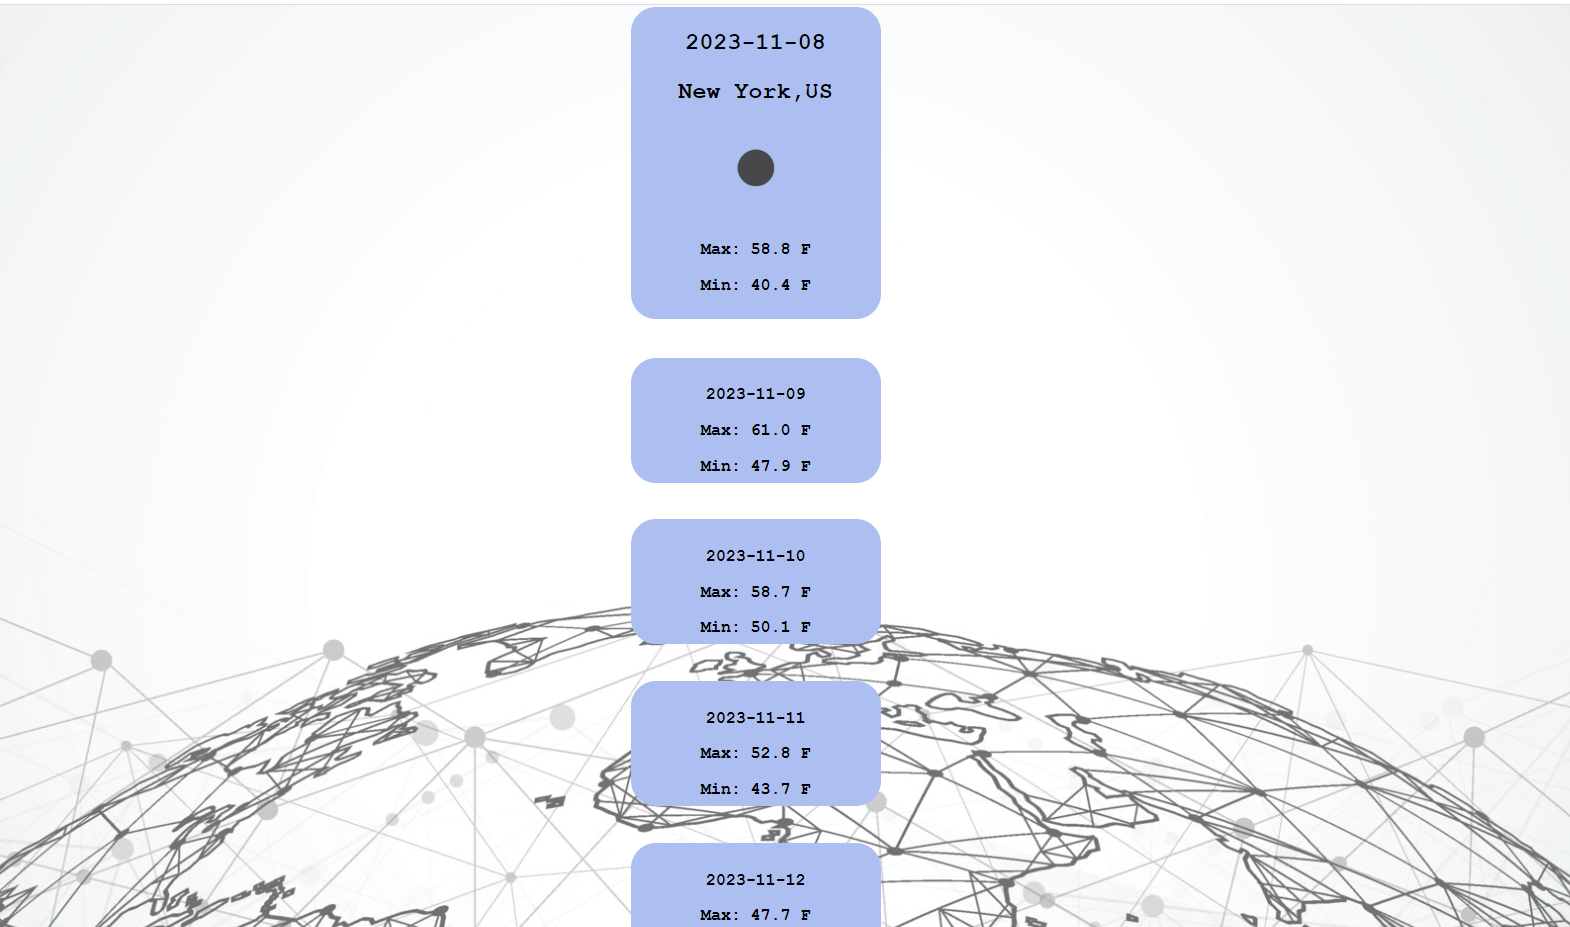 2023-11-08
New York,US
Max: 58.8 F
Min: 40.4 F
2023-11-09
Max: 61.0 F
Min: 47.9 F
2023-11-10
Max: 58.7 F
Min: 50.1 F
2023-11-11
Max: 52.8 F
Min: 43.7 F
2023-11-12
Max: 47.7 F